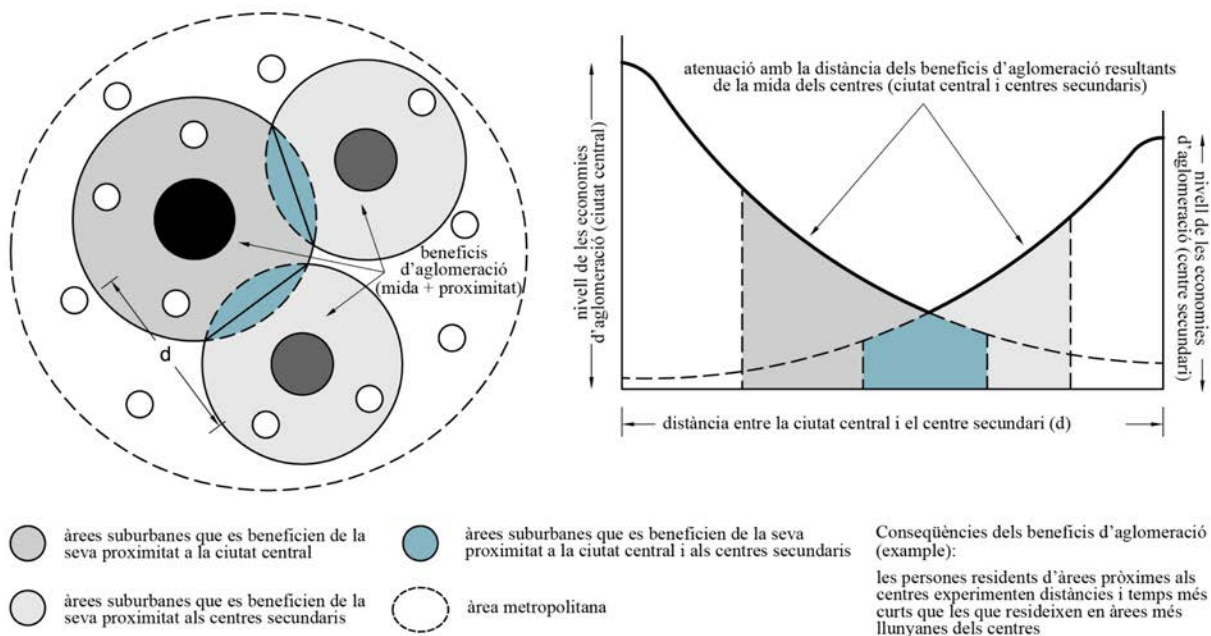 beneficis
d'aglomeració
(mida + proximitat)
d
atenuació amb la distància dels beneficis d'aglomeració resultants
de la mida dels centres (ciutat central i centres secundaris)
nivell de les economies
d'aglomeració (ciutat central)
nivell de les economies
d'aglomeració (centre
secundari)
distància entre la ciutat central i el centre secundari (d)
àrees suburbanes que es beneficien de la
seva proximitat a la ciutat central
àrees suburbanes que es beneficien de la
seva proximitat als centres secundaris
àrees suburbanes que es beneficien de la seva
proximitat a la ciutat central i als centres secundaris
àrea metropolitana
Conseqüències dels beneficis d'aglomeració
(example):
les persones residents d'àrees pròximes als
centres experimenten distàncies i temps més
curts que les que resideixen en àrees més
llunyanes dels centres